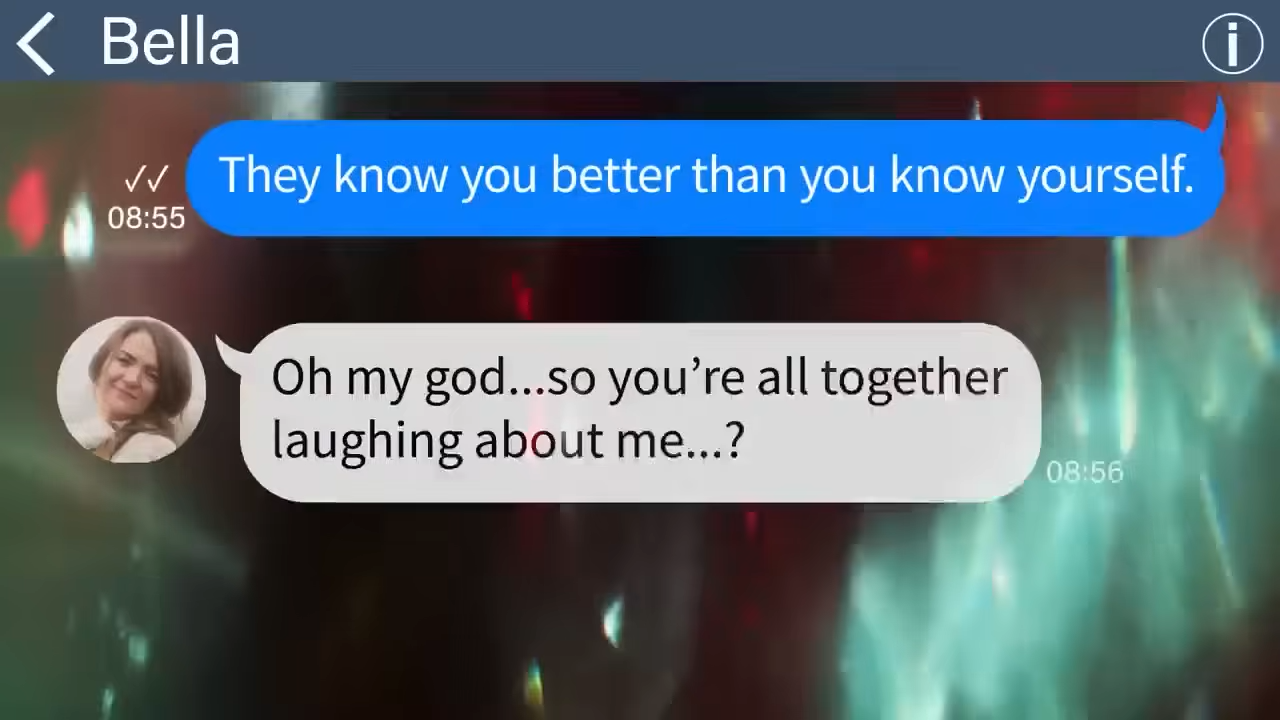 Bella
They know you better than you know yourself.
08:55
Oh my god...so you’re all together
laughing about me...?
08:56